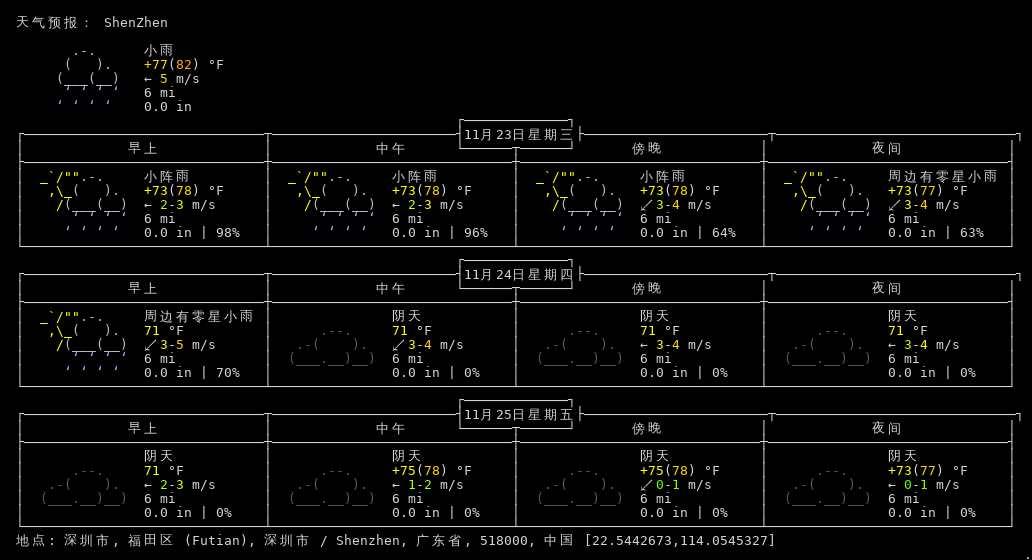 天气预报： ShenZhen
小雨
+77(82) °F
← 5 m/s
6 mi
0.0 in
11月23日星期三
早上 中午 傍晚 夜间
小阵雨 小阵雨 小阵雨 周边有零星小雨
+73(78) °F +73(78) °F +73(78) °F +73(77) °F
← 2-3 m/s ← 2-3 m/s ↙ 3-4 m/s ↙ 3-4 m/s
6 mi 6 mi 6 mi 6 mi
0.0 in | 98% 0.0 in | 96% 0.0 in | 64% 0.0 in | 63%
11月24日星期四
早上 中午 傍晚 夜间
周边有零星小雨 阴天 阴天 阴天
71 °F 71 °F 71 °F 71 °F
↙ 3-5 m/s ↙ 3-4 m/s ← 3-4 m/s ← 3-4 m/s
6 mi 6 mi 6 mi 6 mi
0.0 in | 70% 0.0 in | 0% 0.0 in | 0% 0.0 in | 0%
11月25日星期五
早上 中午 傍晚 夜间
阴天 阴天 阴天 阴天
71 °F +75(78) °F +75(78) °F +73(77) °F
← 2-3 m/s ← 1-2 m/s ↙ 0-1 m/s ← 0-1 m/s
6 mi 6 mi 6 mi 6 mi
0.0 in | 0% 0.0 in | 0% 0.0 in | 0% 0.0 in | 0%
地点: 深圳市, 福田区 (Futian), 深圳市 / Shenzhen, 广东省, 518000, 中国 [22.5442673,114.0545327]